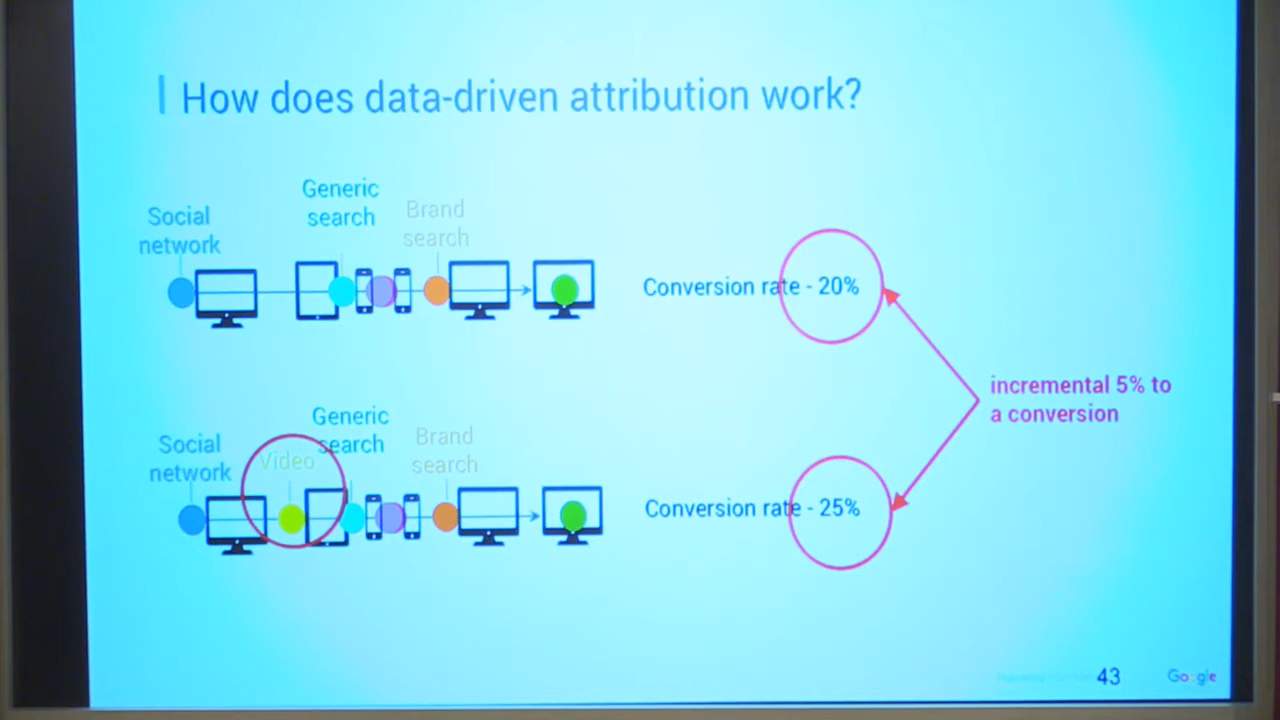 How does data-driven attribution work?
Social
network
Generic
search
Brand
search
Conversion rate - 20%
incremental 5% to
a conversion
Social
network
Video
Generic
search
Brand
search
Conversion rate - 25%
43
Google